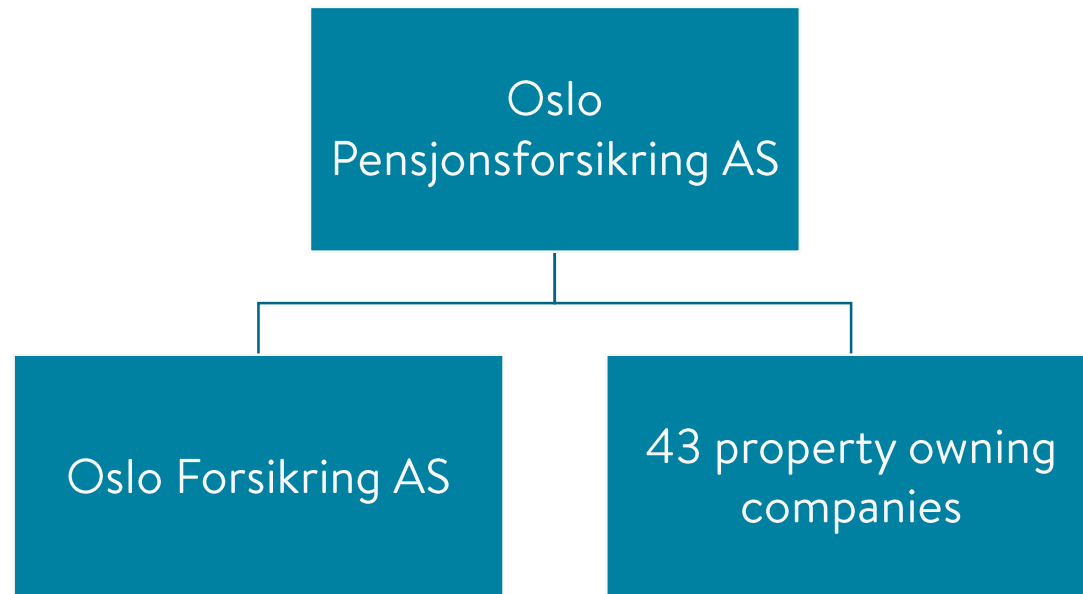 Oslo
Pensjonsforsikring AS
Oslo Forsikring AS
43 property owning
companies